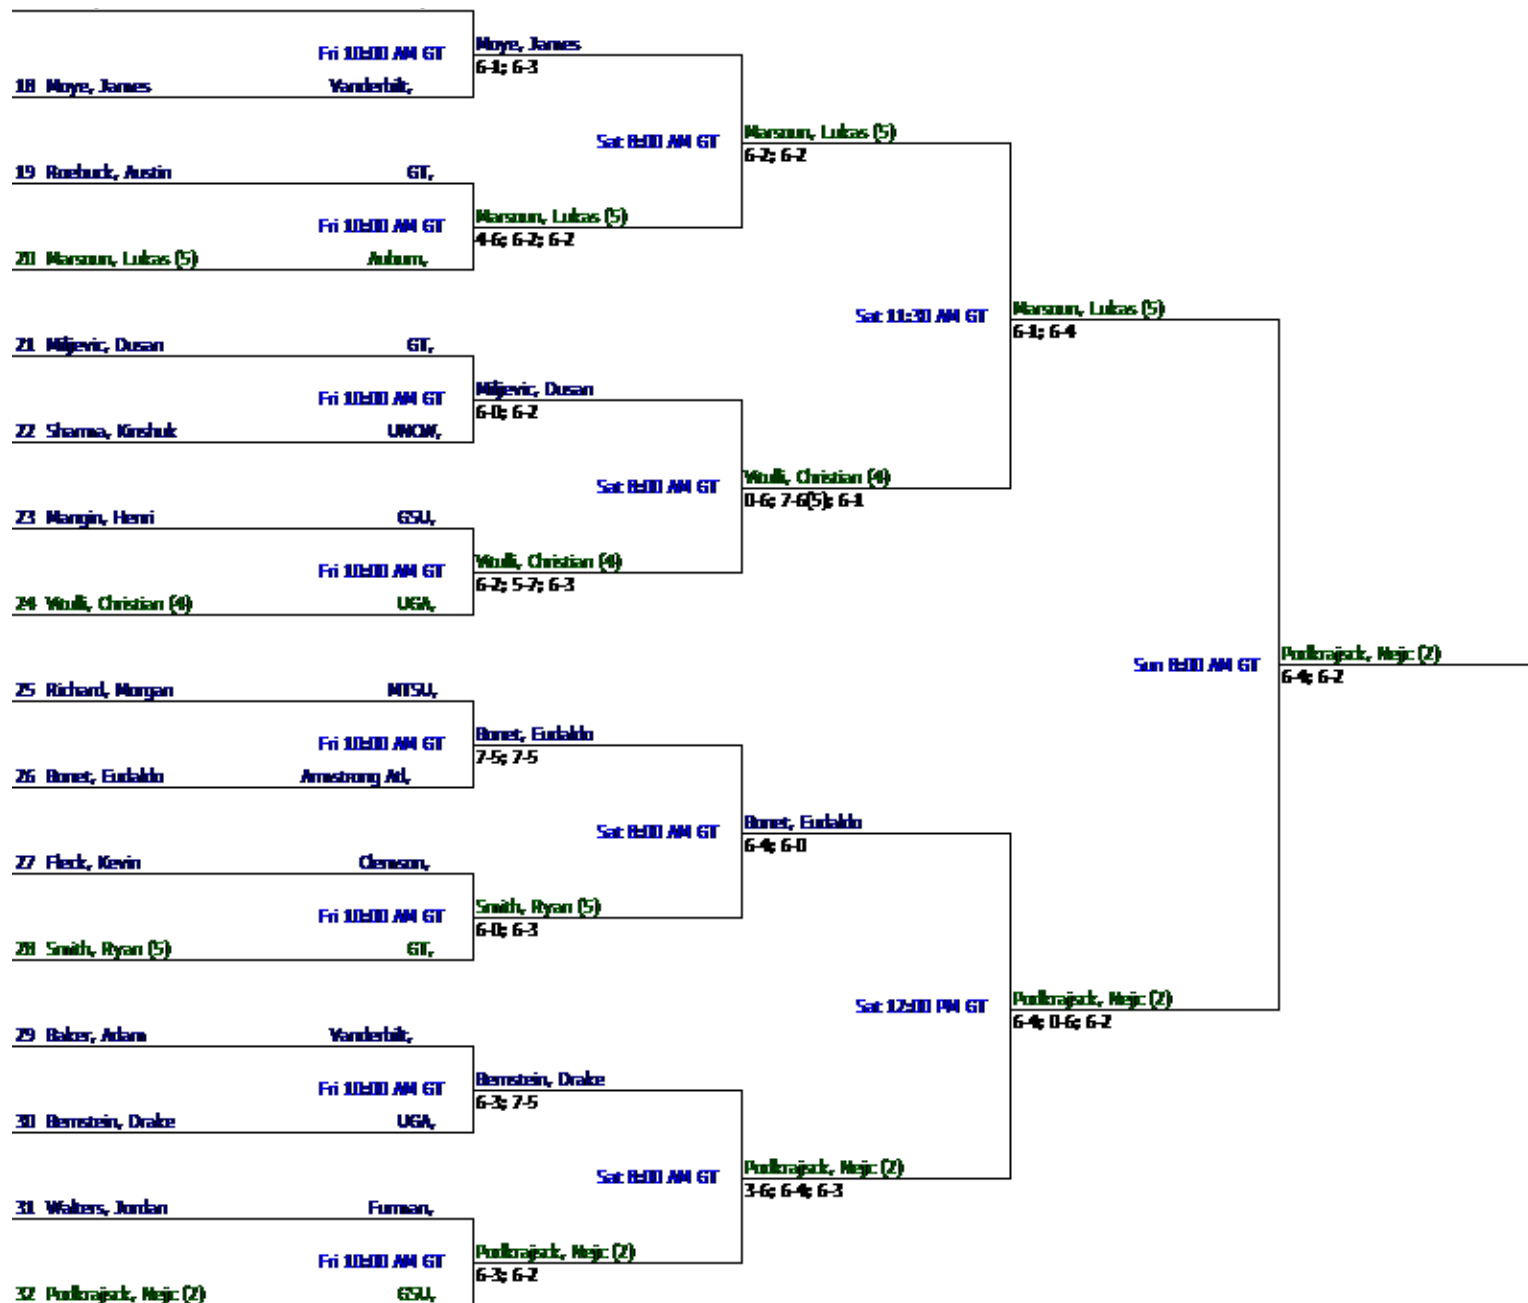 Fri 10:00 AM GT
Moye, James
6-1; 6-3
18 Moye, James Vanderbilt,
Sat 8:00 AM GT
Marsoun, Lukas (5)
6-2; 6-2
19 Roebuck, Austin GT,
Fri 10:00 AM GT
Marsoun, Lukas (5)
4-6; 6-2; 6-2
20 Marsoun, Lukas (5) Auburn,
Sat 11:30 AM GT
Marsoun, Lukas (5)
6-1; 6-4
21 Miljevic, Dusan GT,
Fri 10:00 AM GT
Miljevic, Dusan
6-0; 6-2
22 Sharma, Kinshuk UNCW,
Sat 8:00 AM GT
Vitulli, Christian (4)
0-6; 7-6(5); 6-1
23 Mangin, Henri GSU,
Fri 10:00 AM GT
Vitulli, Christian (4)
6-2; 5-7; 6-3
24 Vitulli, Christian (4) UGA,
Sun 8:00 AM GT
Podkrajsck, Nejc (2)
6-4; 6-2
25 Richard, Morgan MTSU,
Fri 10:00 AM GT
Bonet, Eudaldo
7-5; 7-5
26 Bonet, Eudaldo Armstrong Atl,
Sat 8:00 AM GT
Bonet, Eudaldo
6-4; 6-0
27 Fleck, Kevin Clemson,
Fri 10:00 AM GT
Smith, Ryan (5)
6-0; 6-3
28 Smith, Ryan (5) GT,
Sat 12:00 PM GT
Podkrajsck, Nejc (2)
6-4; 0-6; 6-2
29 Baker, Adam Vanderbilt,
Fri 10:00 AM GT
Bernstein, Drake
6-3; 7-5
30 Bernstein, Drake UGA,
Sat 8:00 AM GT
Podkrajsck, Nejc (2)
3-6; 6-4; 6-3
31 Walters, Jordan Furman,
Fri 10:00 AM GT
Podkrajsck, Nejc (2)
6-3; 6-2
32 Podkrajsck, Nejc (2) GSU,